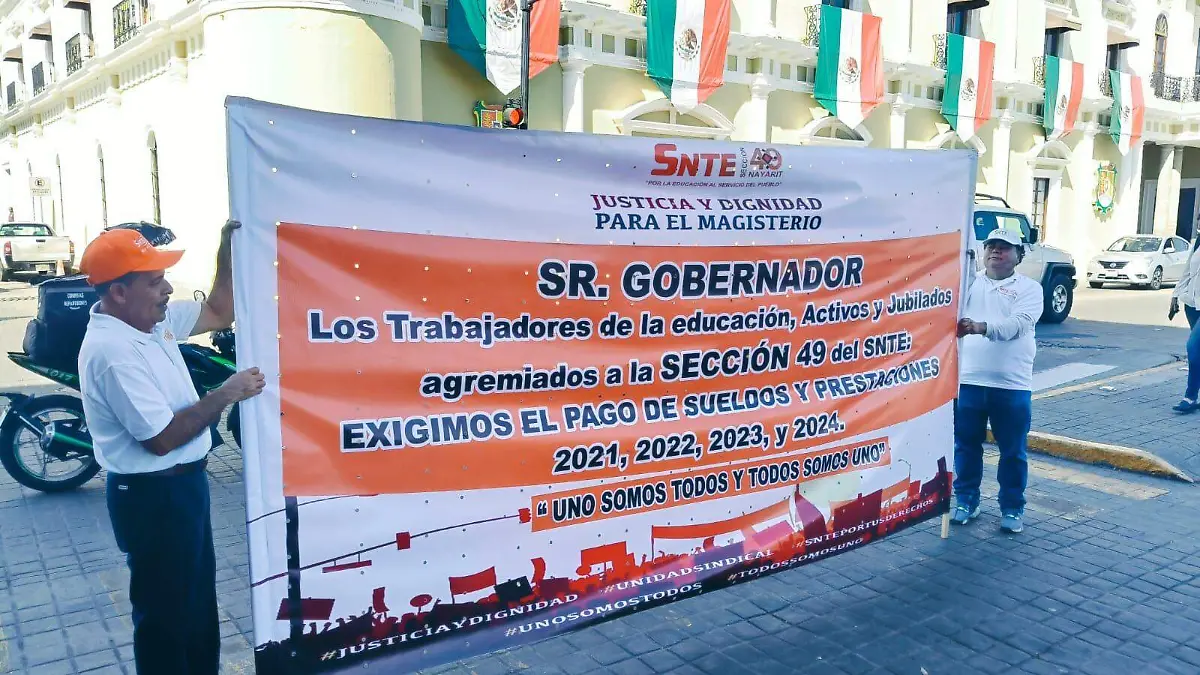 SNTE SECCIÓN 49 NAYARIT
"POR LA EDUCACIÓN AL SERVICIO DEL PUEBLO"
JUSTICIA Y DIGNIDAD
PARA EL MAGISTERIO
SR. GOBERNADOR
Los Trabajadores de la educación, Activos y Jubilados
agremiados a la SECCIÓN 49 del SNTE:
EXIGIMOS EL PAGO DE SUELDOS Y PRESTACIONES
2021, 2022, 2023, y 2024.
"UNO SOMOS TODOS Y TODOS SOMOS UNO"
#JUSTICIAYDIGNIDAD #UNIDADSINDICAL #SNTEPORTUSDERECHOS
#UNOSOMOSTODOS #TODOSSOMOSUNO